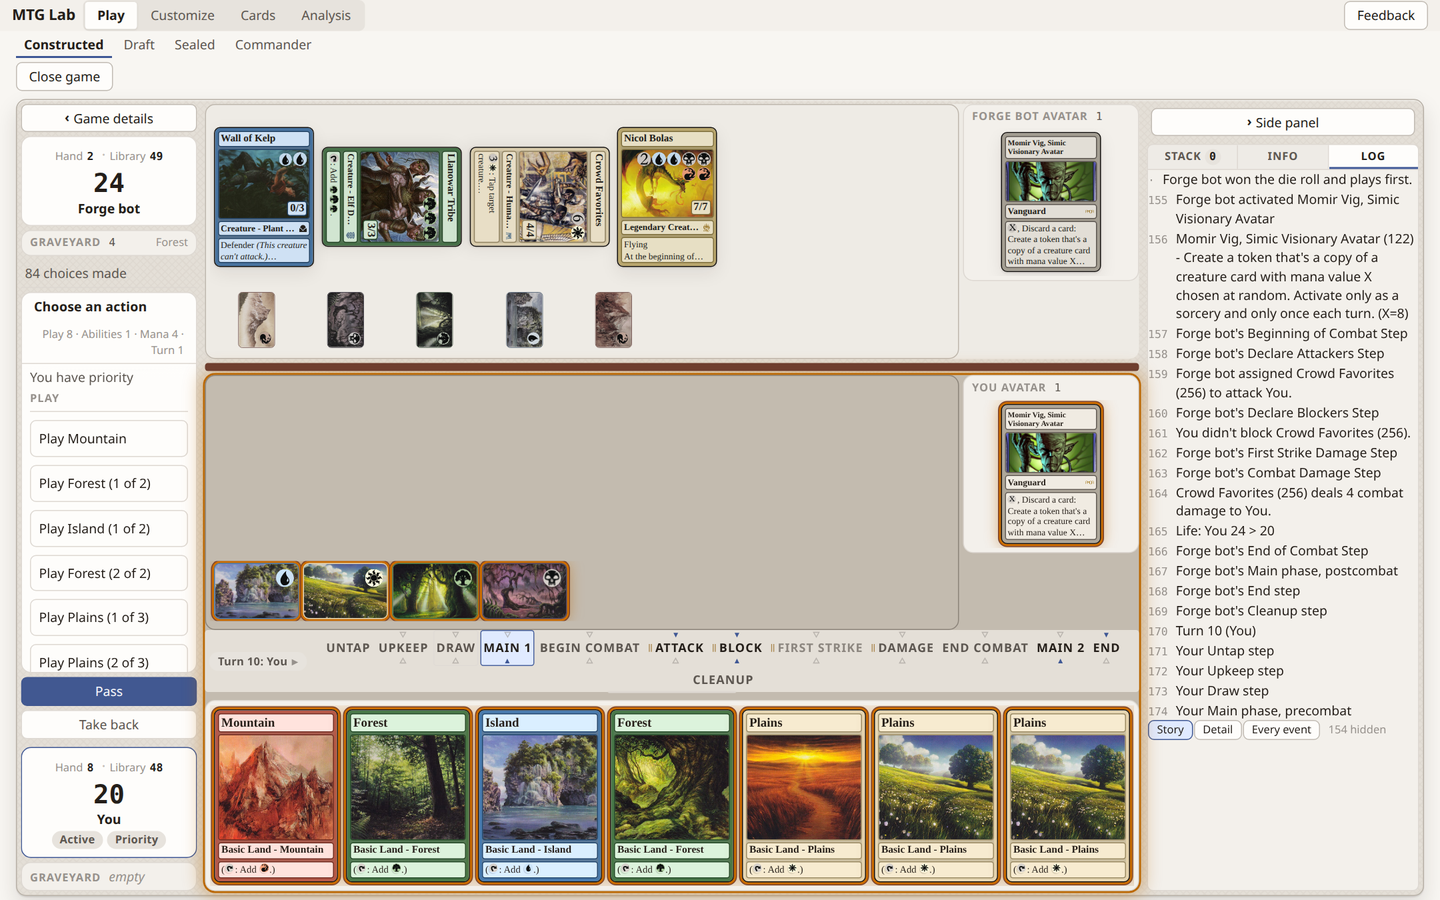 MTG Lab
Play
Customize
Cards
Analysis
Feedback
Constructed
Draft
Sealed
Commander
Close game
‹ Game details
Hand 2 · Library 49
24
Forge bot
GRAVEYARD 4
Forest
84 choices made
Choose an action
Play 8 · Abilities 1 · Mana 4 ·
Turn 1
You have priority
PLAY
Play Mountain
Play Forest (1 of 2)
Play Island (1 of 2)
Play Forest (2 of 2)
Play Plains (1 of 3)
Play Plains (2 of 3)
Pass
Take back
Hand 8 · Library 48
20
You
Active
Priority
GRAVEYARD empty
Wall of Kelp
0/3
Creature - Plant ...
Defender (This creature
can't attack.)...
Llanowar Tribe
3/3
Creature - Elf D...
: Add
Crowd Favorites
6
4/4
Creature - Huma...
3 : Tap target
creature....
Nicol Bolas
2
7/7
Legendary Creat...
Flying
At the beginning of...
FORGE BOT AVATAR 1
Momir Vig, Simic
Visionary Avatar
Vanguard
X, Discard a card:
Create a token that's a
copy of a creature card
with mana value X...
YOU AVATAR 1
Momir Vig, Simic
Visionary Avatar
Vanguard
X, Discard a card:
Create a token that's a
copy of a creature card
with mana value X...
Turn 10: You ▸
UNTAP
UPKEEP
DRAW
MAIN 1
BEGIN COMBAT
ATTACK
BLOCK
FIRST STRIKE
DAMAGE
END COMBAT
MAIN 2
END
CLEANUP
Mountain
Basic Land - Mountain
( : Add .)
Forest
Basic Land - Forest
( : Add .)
Island
Basic Land - Island
( : Add .)
Forest
Basic Land - Forest
( : Add .)
Plains
Basic Land - Plains
( : Add .)
Plains
Basic Land - Plains
( : Add .)
Plains
Basic Land - Plains
( : Add .)
› Side panel
STACK 0
INFO
LOG
· Forge bot won the die roll and plays first.
155 Forge bot activated Momir Vig, Simic
Visionary Avatar
156 Momir Vig, Simic Visionary Avatar (122)
- Create a token that's a copy of a
creature card with mana value X
chosen at random. Activate only as a
sorcery and only once each turn. (X=8)
157 Forge bot's Beginning of Combat Step
158 Forge bot's Declare Attackers Step
159 Forge bot assigned Crowd Favorites
(256) to attack You.
160 Forge bot's Declare Blockers Step
161 You didn't block Crowd Favorites (256).
162 Forge bot's First Strike Damage Step
163 Forge bot's Combat Damage Step
164 Crowd Favorites (256) deals 4 combat
damage to You.
165 Life: You 24 > 20
166 Forge bot's End of Combat Step
167 Forge bot's Main phase, postcombat
168 Forge bot's End step
169 Forge bot's Cleanup step
170 Turn 10 (You)
171 Your Untap step
172 Your Upkeep step
173 Your Draw step
174 Your Main phase, precombat
Story
Detail
Every event
154 hidden